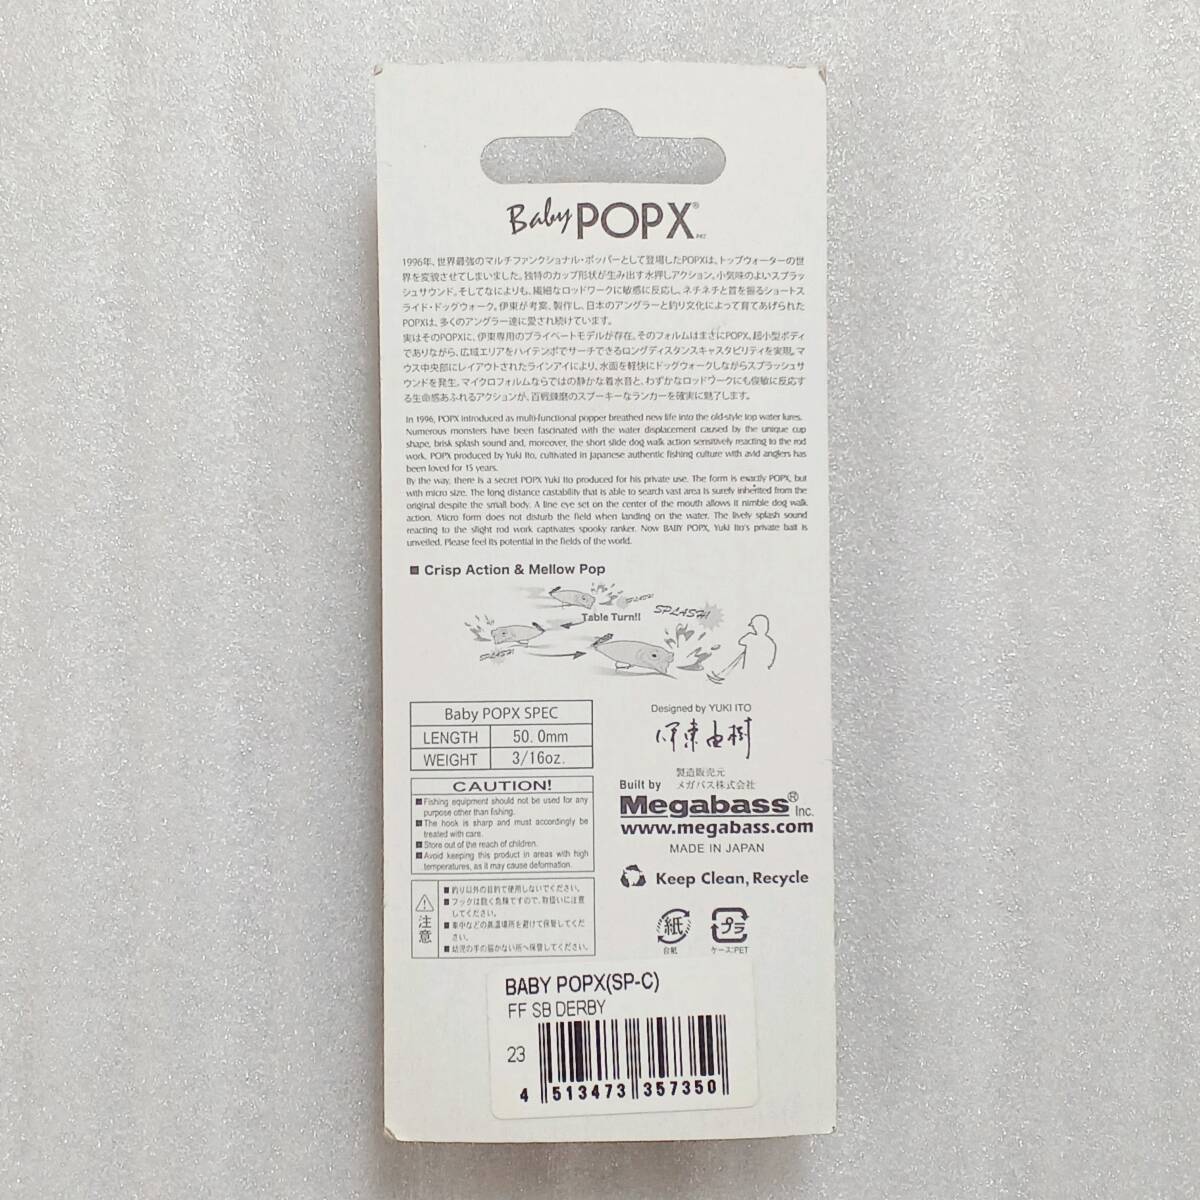 Baby POPX®
PAT.
1996年、世界最強のマルチファンクショナル・ポッパーとして登場したPOPXは、トップウォーターの世
界を変貌させてしまいました。独特のカップ形状が生み出す水押しアクション。小気味のよいスプラッ
シュサウンド。そしてなによりも、繊細なロッドワークに敏感に反応し、ネチネチと首を振るショートス
ライド・ドッグウォーク。伊東が考案、製作し、日本のアングラーと釣り文化によって育てあげられた
POPXは、多くのアングラー達に愛され続けています。
実はそのPOPXに、伊東専用のプライベートモデルが存在。そのフォルムはまさにPOPX。超小型ボディ
でありながら、広域エリアをハイテンポでサーチできるロングディスタンスキャスタビリティを実現。マ
ウス中央部にレイアウトされたラインアイにより、水面を軽快にドッグウォークしながらスプラッシュサ
ウンドを発生。マイクロフォルムならではの静かな着水音と、わずかなロッドワークにも俊敏に反応す
る生命感あふれるアクションが、百戦錬磨のスプーキーなランカーを確実に魅了します。
In 1996, POPX introduced as multi-functional popper breathed new life into the old-style top water lures.
Numerous monsters have been fascinated with the water displacement caused by the unique cup
shape, brisk splash sound and, moreover, the short slide dog walk action sensitively reacting to the rod
work. POPX produced by Yuki Ito, cultivated in Japanese authentic fishing culture with avid anglers has
been loved for 15 years.
By the way, there is a secret POPX Yuki Ito produced for his private use. The form is exactly POPX, but
with micro size. The long distance castability that is able to search vast area is surely inherited from the
original despite the small body. A line eye set on the center of the mouth allows it nimble dog walk
action. Micro form does not disturb the field when landing on the water. The lively splash sound
reacting to the slight rod work captivates spooky ranker. Now BABY POPX, Yuki Ito's private bait is
unveiled. Please feel its potential in the fields of the world.
■ Crisp Action & Mellow Pop
SPLASH
SPLASH!
Table Turn!!
SPLASH!
Baby POPX SPEC
LENGTH 50.0mm
WEIGHT 3/16oz.
Designed by YUKI ITO
伊東由樹
製造販売元
Built by メガバス株式会社
Megabass® Inc.
www.megabass.com
MADE IN JAPAN
Keep Clean, Recycle
紙
台紙
プラ
ケース:PET
CAUTION!
■ Fishing equipment should not be used for any
purpose other than fishing.
■ The hook is sharp and must accordingly be
treated with care.
■ Store out of the reach of children.
■ Avoid keeping this product in areas with high
temperatures, as it may cause deformation.
注意
■ 釣り以外の目的で使用しないでください。
■ フックは鋭く危険ですので、取扱いに注意
してください。
■ 車中などの高温場所を避けて保管してくだ
さい。
■ 幼児の手の届かない所へ保管してください。
BABY POPX(SP-C)
FF SB DERBY
23
4 513473 357350